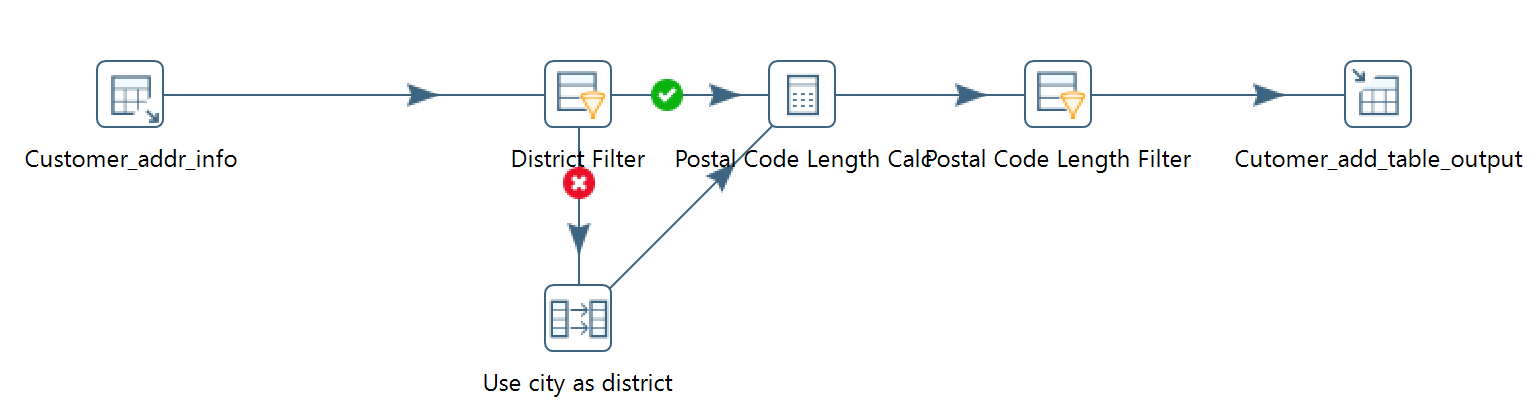 Customer_addr_info
District Filter
Postal Code Length Calc
Postal Code Length Filter
Cutomer_add_table_output
Use city as district